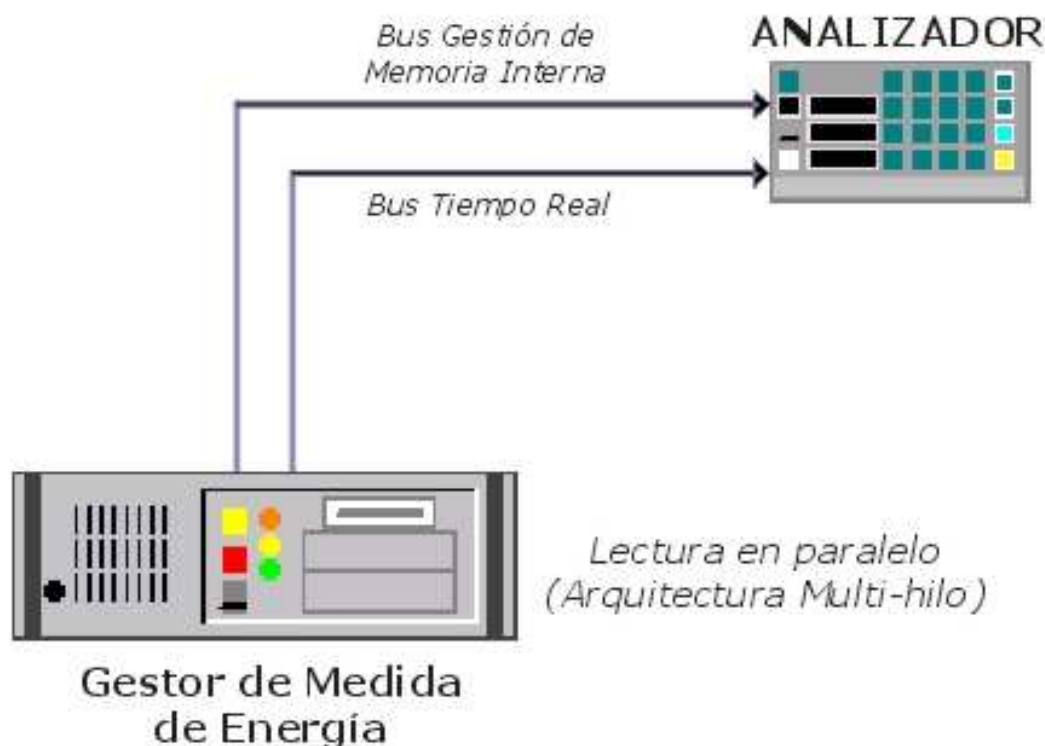 Bus Gestión de
Memoria Interna
ANALIZADOR
Bus Tiempo Real
Lectura en paralelo
(Arquitectura Multi-hilo)
Gestor de Medida
de Energía